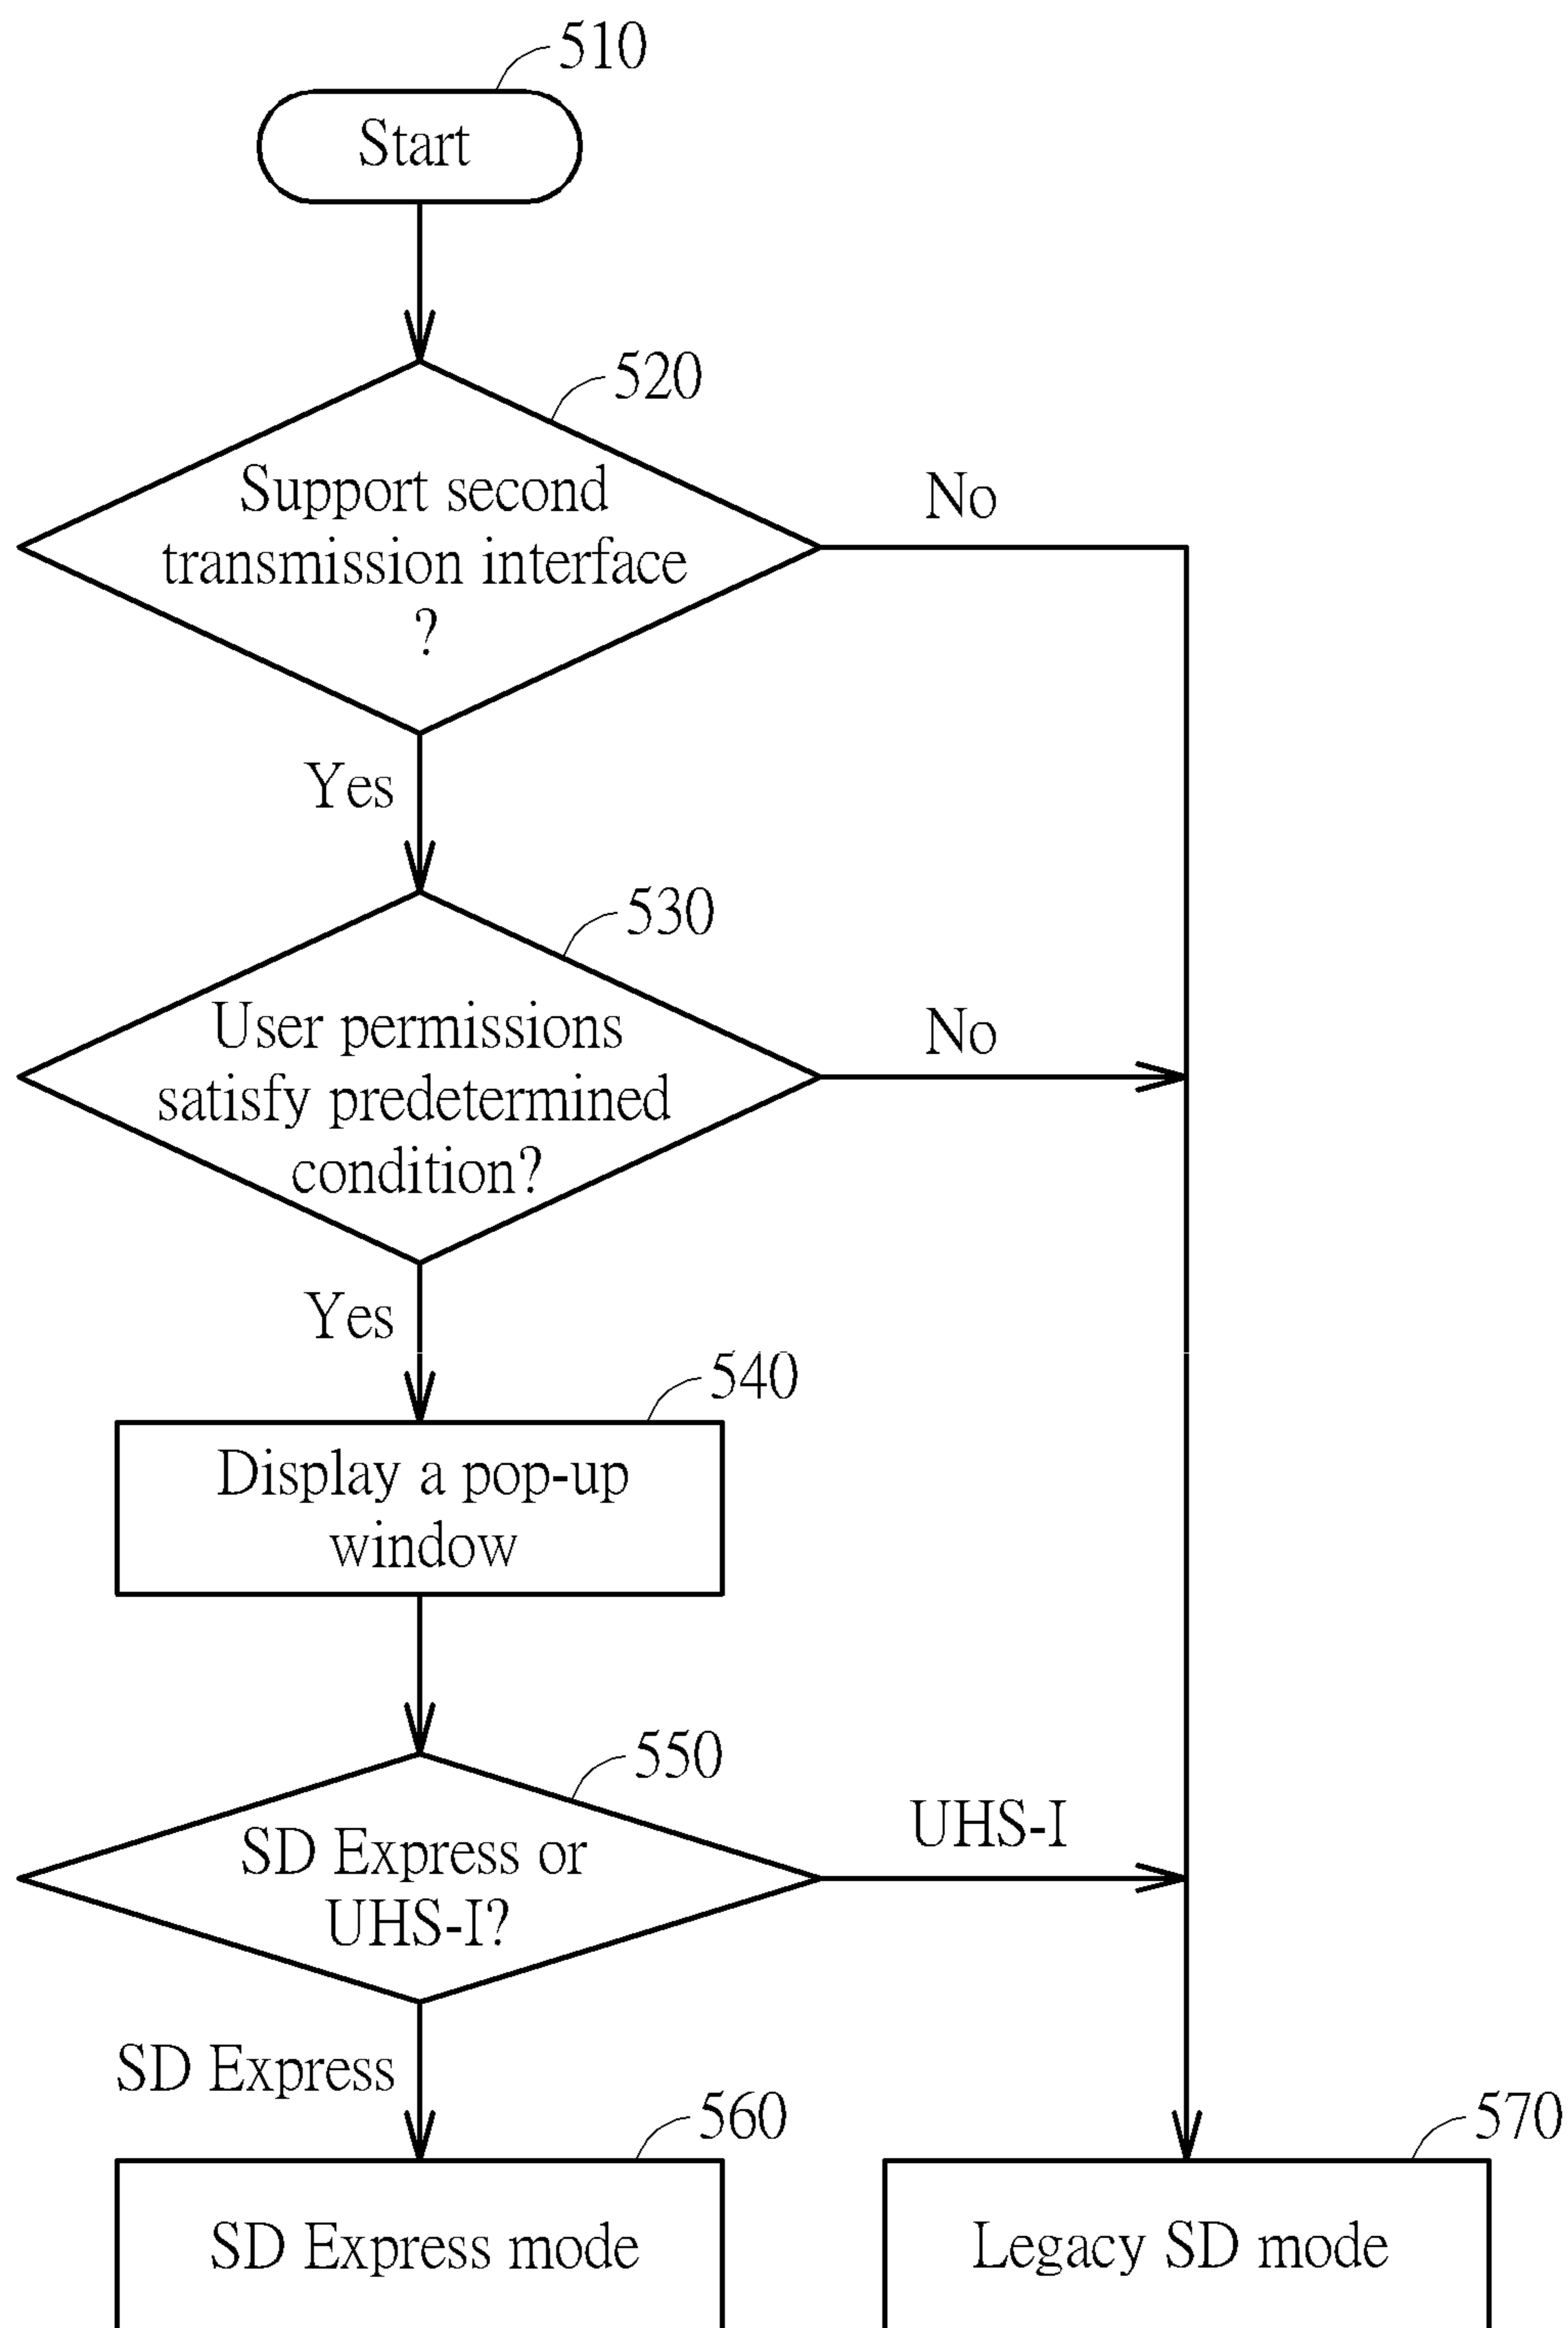 510
Start
520
Support second
transmission interface
?
No
Yes
530
User permissions
satisfy predetermined
condition?
No
Yes
540
Display a pop-up
window
550
SD Express or
UHS-I?
UHS-I
SD Express
560
SD Express mode
570
Legacy SD mode